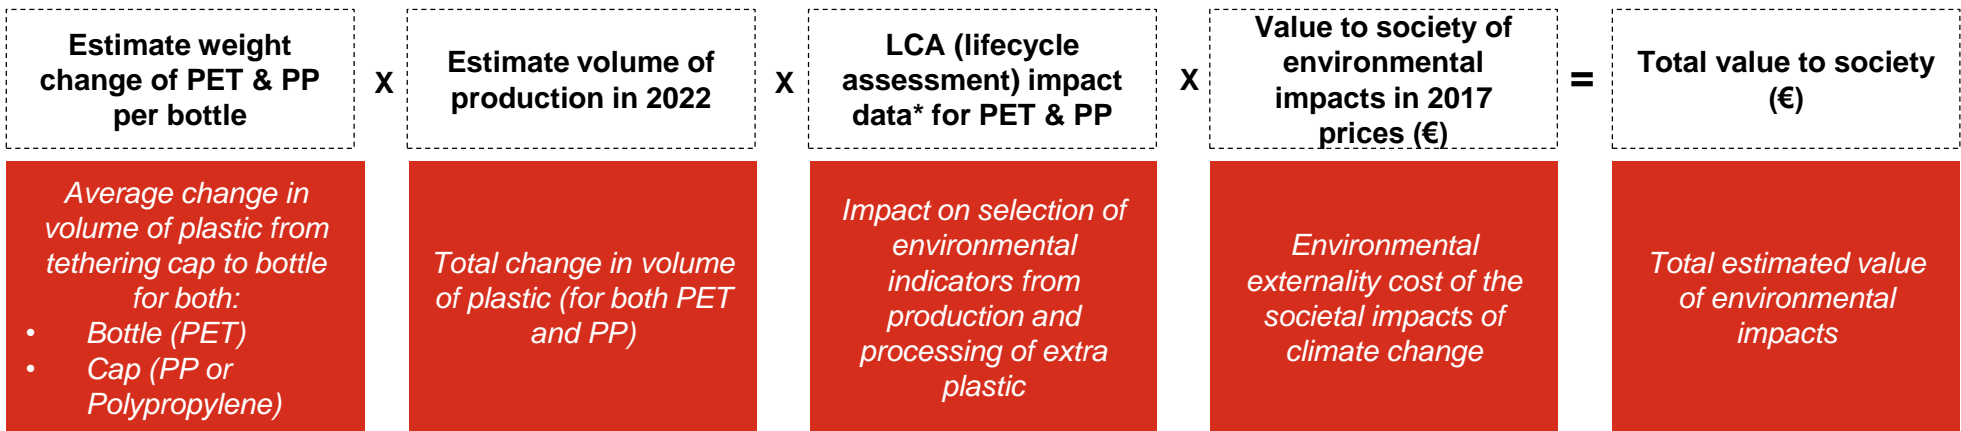 Estimate weight
change of PET & PP
per bottle
X
Estimate volume of
production in 2022
X
LCA (lifecycle
assessment) impact
data* for PET & PP
X
Value to society of
environmental
impacts in 2017
prices (€)
=
Total value to society
(€)
Average change in
volume of plastic from
tethering cap to bottle
for both:
• Bottle (PET)
• Cap (PP or
Polypropylene)
Total change in volume
of plastic (for both PET
and PP)
Impact on selection of
environmental
indicators from
production and
processing of extra
plastic
Environmental
externality cost of the
societal impacts of
climate change
Total estimated value
of environmental
impacts